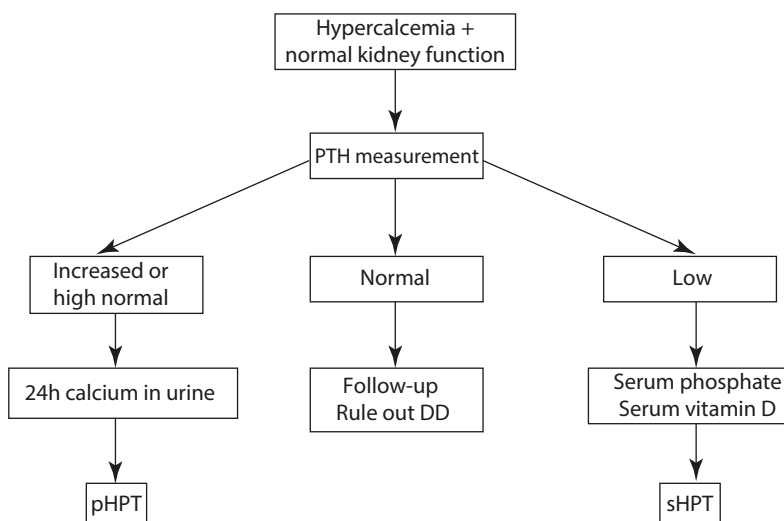 Hypercalcemia +
normal kidney function
PTH measurement
Increased or
high normal
Normal
Low
24h calcium in urine
Follow-up
Rule out DD
Serum phosphate
Serum vitamin D
pHPT
sHPT